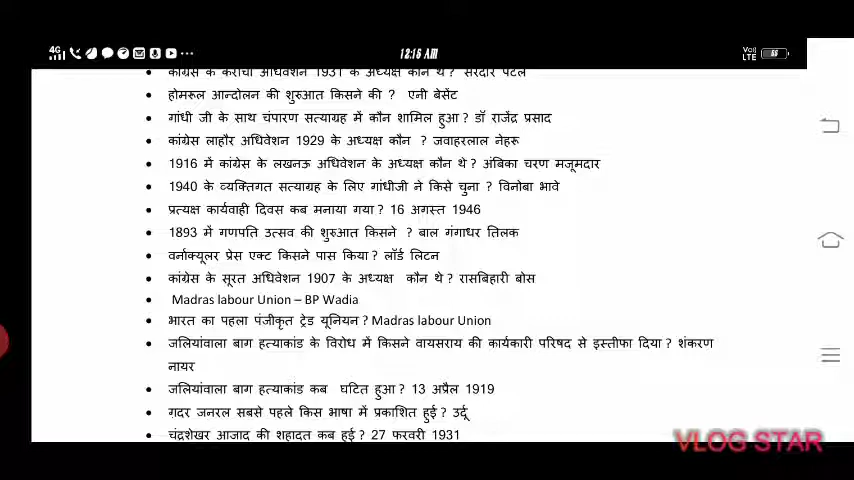 4G 12:16 AM VoLTE 66
कांग्रेस के कराची अधिवेशन 1931 के अध्यक्ष कौन थे ? सरदार पटेल
होमरूल आन्दोलन की शुरुआत किसने की ? एनी बेसेंट
गांधी जी के साथ चंपारण सत्याग्रह में कौन शामिल हुआ ? डॉ राजेंद्र प्रसाद
कांग्रेस लाहौर अधिवेशन 1929 के अध्यक्ष कौन ? जवाहरलाल नेहरू
1916 में कांग्रेस के लखनऊ अधिवेशन के अध्यक्ष कौन थे ? अंबिका चरण मजूमदार
1940 के व्यक्तिगत सत्याग्रह के लिए गांधीजी ने किसे चुना ? विनोबा भावे
प्रत्यक्ष कार्यवाही दिवस कब मनाया गया ? 16 अगस्त 1946
1893 में गणपति उत्सव की शुरुआत किसने ? बाल गंगाधर तिलक
वर्नाक्यूलर प्रेस एक्ट किसने पास किया ? लॉर्ड लिटन
कांग्रेस के सूरत अधिवेशन 1907 के अध्यक्ष कौन थे ? रासबिहारी बोस
Madras labour Union – BP Wadia
भारत का पहला पंजीकृत ट्रेड यूनियन ? Madras labour Union
जलियांवाला बाग हत्याकांड के विरोध में किसने वायसराय की कार्यकारी परिषद से इस्तीफा दिया ? शंकरण
नायर
जलियांवाला बाग हत्याकांड कब घटित हुआ ? 13 अप्रैल 1919
ग़दर जनरल सबसे पहले किस भाषा में प्रकाशित हुई ? उर्दू
चंद्रशेखर आजाद की शहादत कब हुई ? 27 फरवरी 1931
VLOG STAR